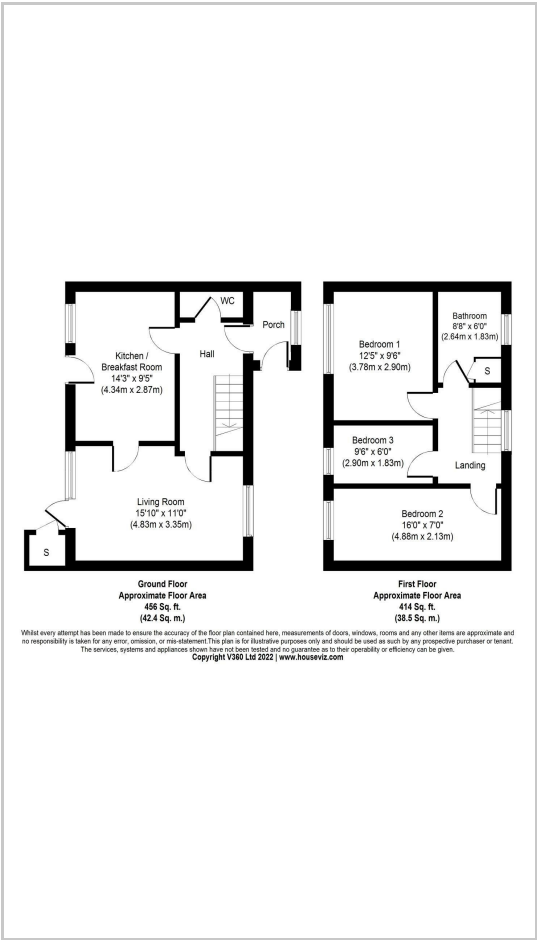 WC
Porch
Hall
Kitchen /
Breakfast Room
14'3" x 9'5"
(4.34m x 2.87m)
Living Room
15'10" x 11'0"
(4.83m x 3.35m)
S
Ground Floor
Approximate Floor Area
456 Sq. ft.
(42.4 Sq. m.)
Bathroom
8'8" x 6'0"
(2.64m x 1.83m)
Bedroom 1
12'5" x 9'6"
(3.78m x 2.90m)
S
Bedroom 3
9'6" x 6'0"
(2.90m x 1.83m)
Landing
Bedroom 2
16'0" x 7'0"
(4.88m x 2.13m)
First Floor
Approximate Floor Area
414 Sq. ft.
(38.5 Sq. m.)
Whilst every attempt has been made to ensure the accuracy of the floor plan contained here, measurements of doors, windows, rooms and any other items are approximate and
no responsibility is taken for any error, omission, or mis-statement.This plan is for illustrative purposes only and should be used as such by any prospective purchaser or tenant.
The services, systems and appliances shown have not been tested and no guarantee as to their operability or efficiency can be given.
Copyright V360 Ltd 2022 | www.houseviz.com